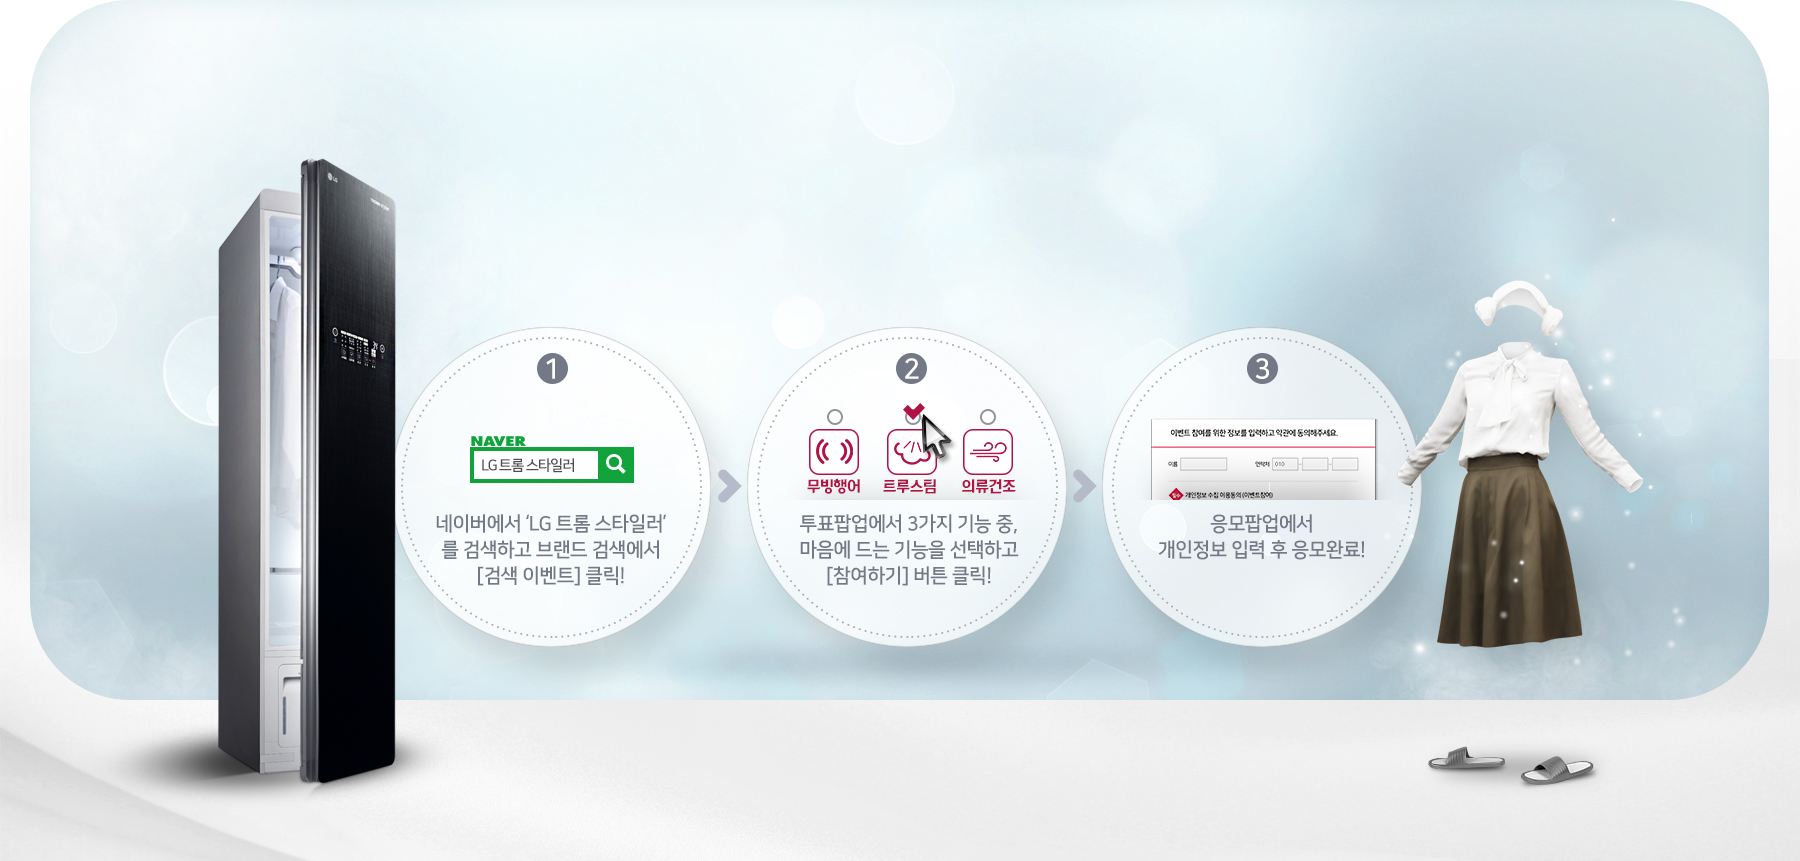 LG
1
NAVER
LG 트롬 스타일러
네이버에서 ‘LG 트롬 스타일러’
를 검색하고 브랜드 검색에서
[검색 이벤트] 클릭!
2
무빙행어 트루스팀 의류건조
투표팝업에서 3가지 기능 중,
마음에 드는 기능을 선택하고
[참여하기] 버튼 클릭!
3
이벤트 참여를 위한 정보를 입력하고 약관에 동의해주세요.
이름 연락처 010 - -
필수 개인정보 수집 이용동의 (이벤트참여)
응모팝업에서
개인정보 입력 후 응모완료!